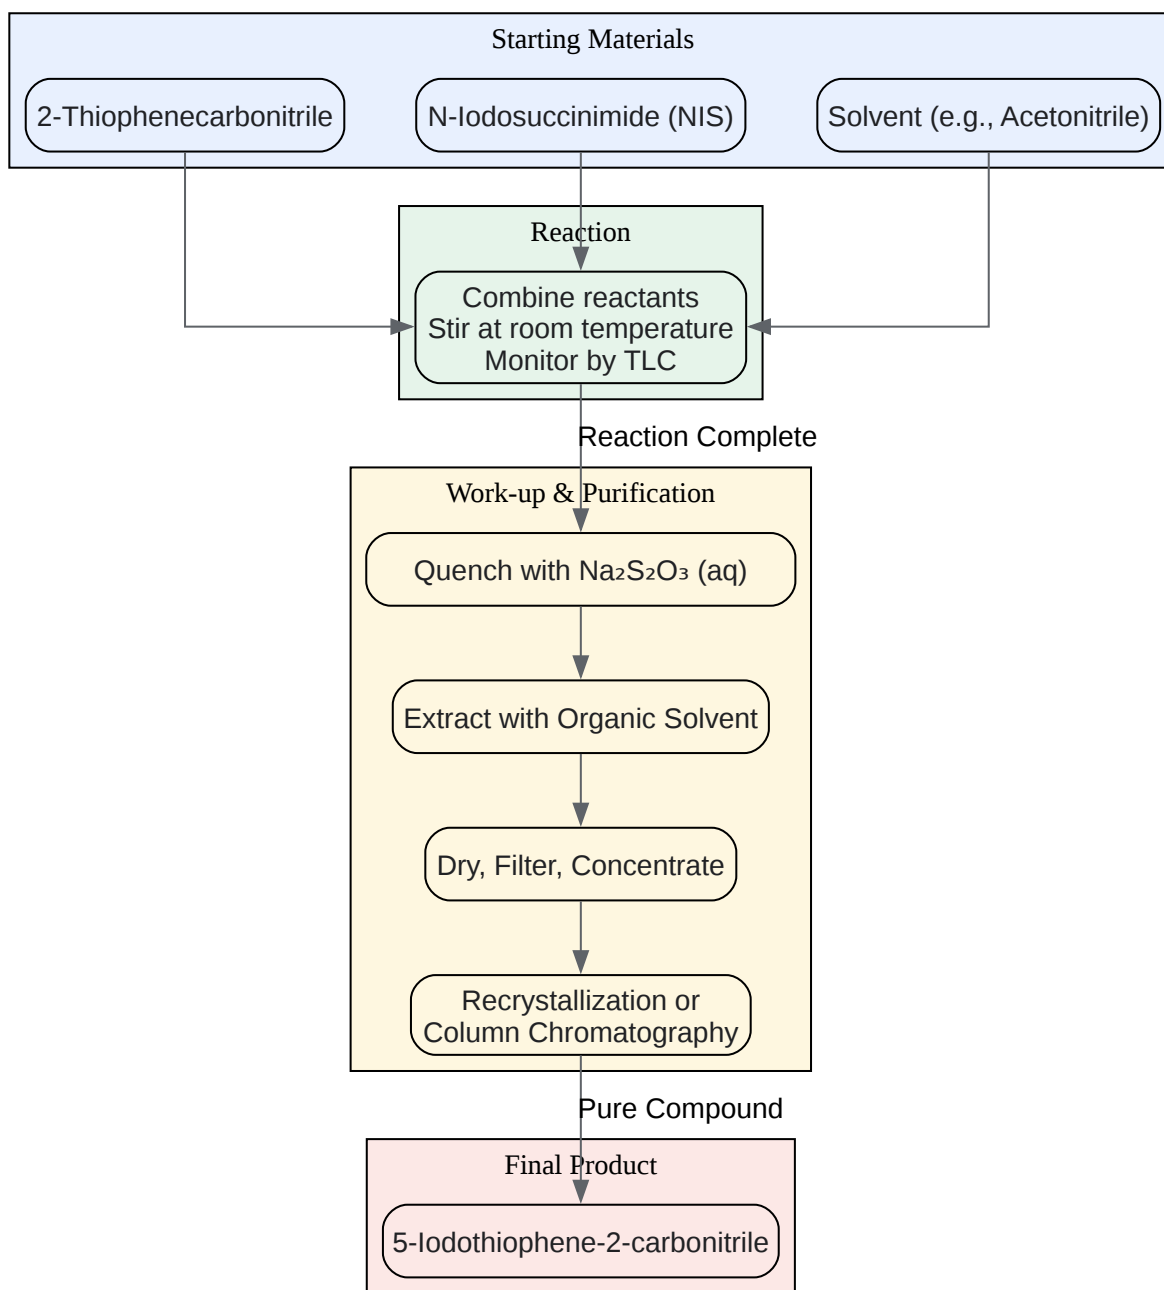 Starting Materials
2-Thiophenecarbonitrile
N-Iodosuccinimide (NIS)
Solvent (e.g., Acetonitrile)
Reaction
Combine reactants
Stir at room temperature
Monitor by TLC
Reaction Complete
Work-up & Purification
Quench with Na₂S₂O₃ (aq)
Extract with Organic Solvent
Dry, Filter, Concentrate
Recrystallization or
Column Chromatography
Pure Compound
Final Product
5-Iodothiophene-2-carbonitrile